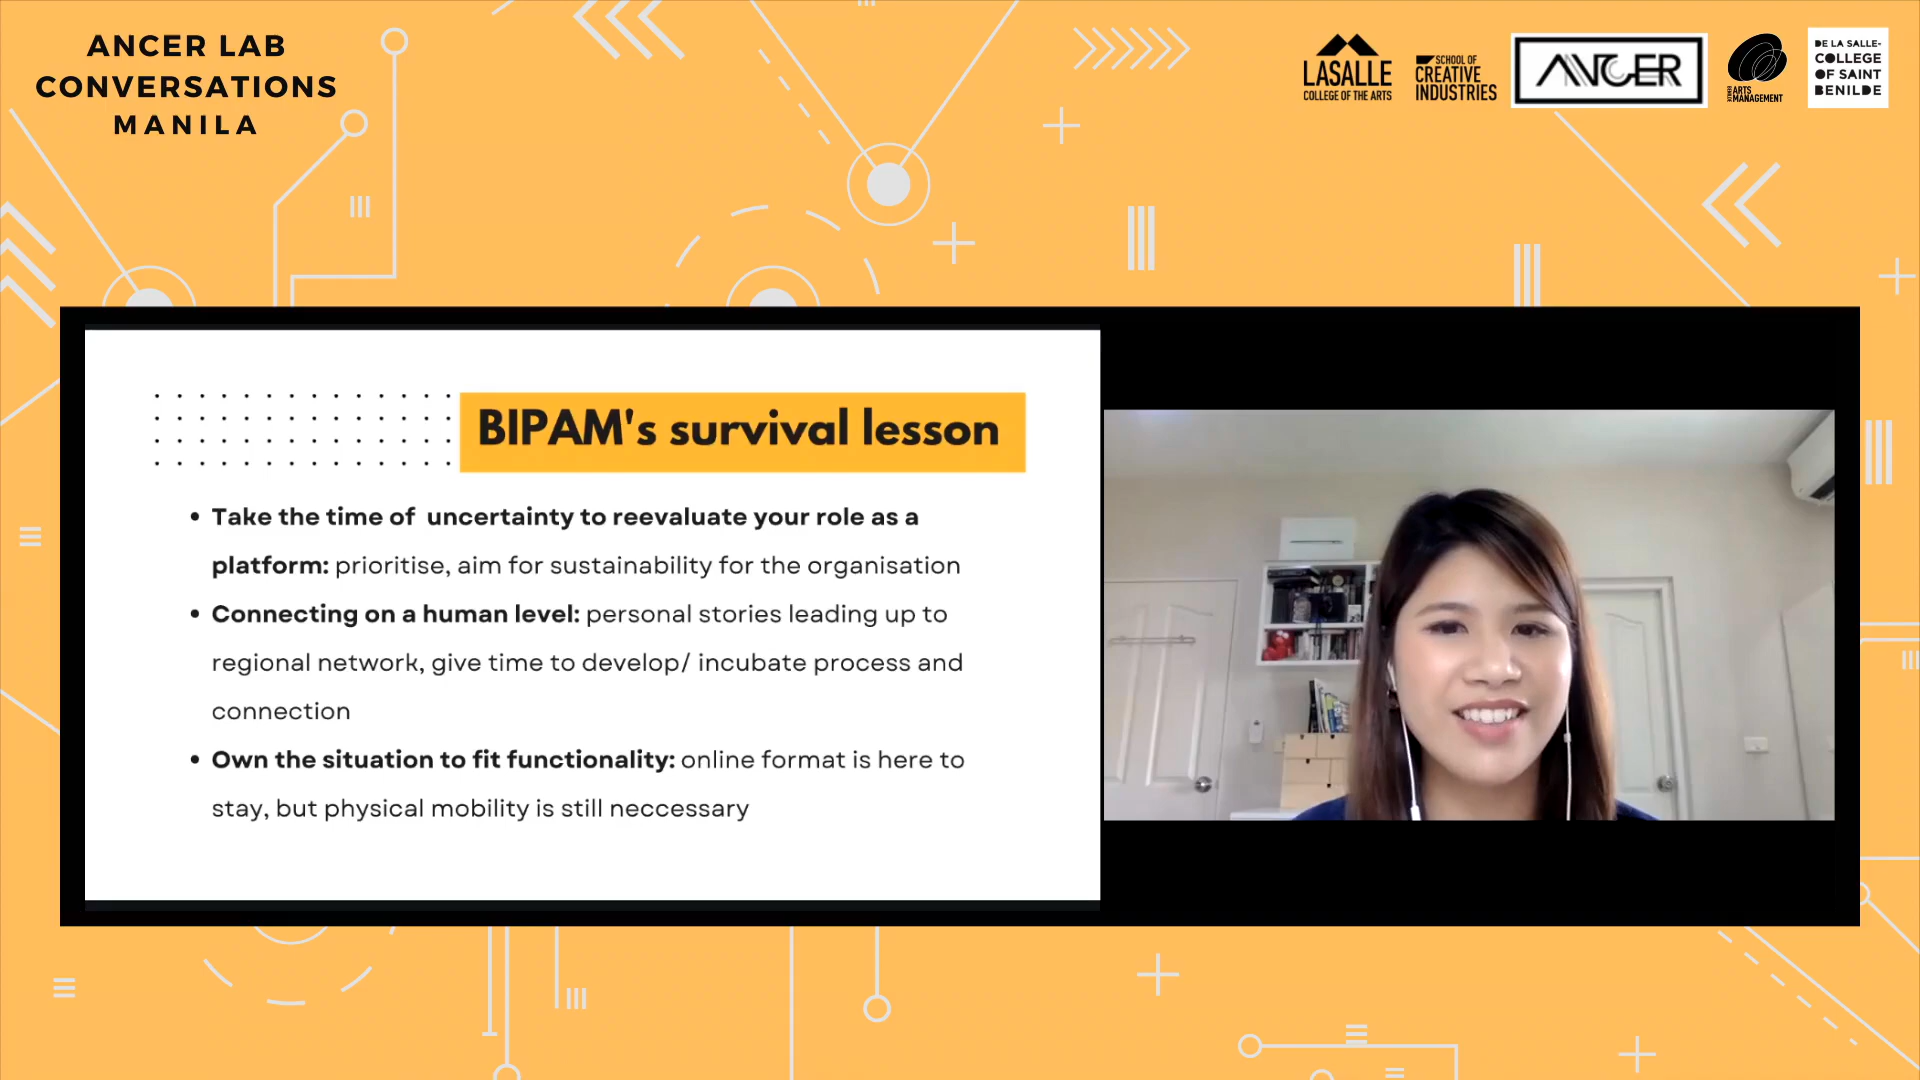 ANCER LAB
CONVERSATIONS
MANILA
LASALLE
COLLEGE OF THE ARTS
SCHOOL OF
CREATIVE
INDUSTRIES
ANCER
ARTS
MANAGEMENT
DE LA SALLE-
COLLEGE
OF SAINT
BENILDE
BIPAM's survival lesson
• Take the time of uncertainty to reevaluate your role as a
platform: prioritise, aim for sustainability for the organisation
• Connecting on a human level: personal stories leading up to
regional network, give time to develop/ incubate process and
connection
• Own the situation to fit functionality: online format is here to
stay, but physical mobility is still neccessary